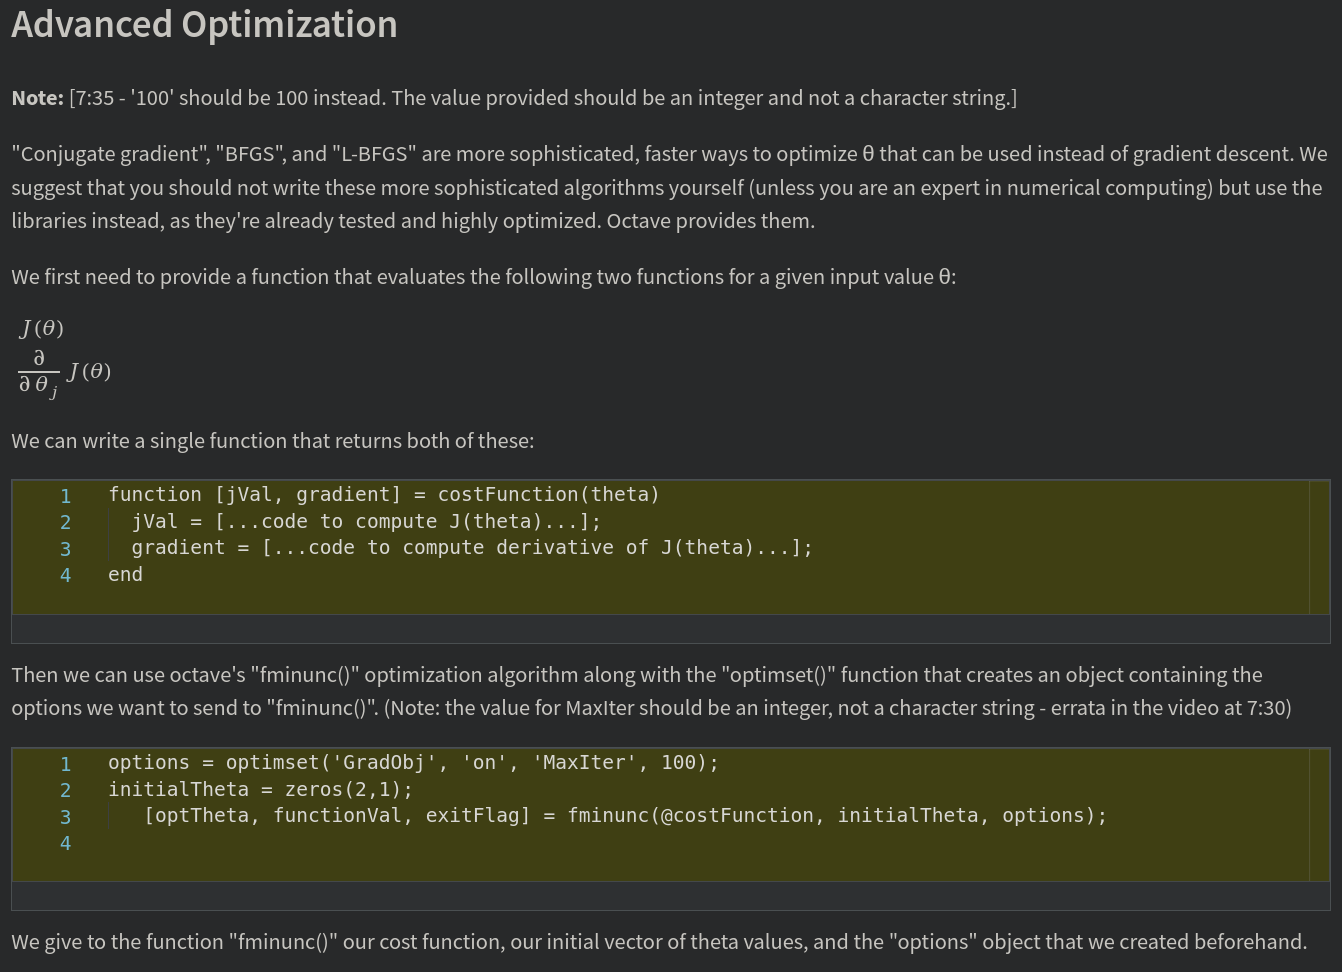 Advanced Optimization
Note: [7:35 - '100' should be 100 instead. The value provided should be an integer and not a character string.]
"Conjugate gradient", "BFGS", and "L-BFGS" are more sophisticated, faster ways to optimize θ that can be used instead of gradient descent. We
suggest that you should not write these more sophisticated algorithms yourself (unless you are an expert in numerical computing) but use the
libraries instead, as they're already tested and highly optimized. Octave provides them.
We first need to provide a function that evaluates the following two functions for a given input value θ:
J(θ)
∂
∂θj J(θ)
We can write a single function that returns both of these:
1 function [jVal, gradient] = costFunction(theta)
2 jVal = [...code to compute J(theta)...];
3 gradient = [...code to compute derivative of J(theta)...];
4 end
Then we can use octave's "fminunc()" optimization algorithm along with the "optimset()" function that creates an object containing the
options we want to send to "fminunc()". (Note: the value for MaxIter should be an integer, not a character string - errata in the video at 7:30)
1 options = optimset('GradObj', 'on', 'MaxIter', 100);
2 initialTheta = zeros(2,1);
3 [optTheta, functionVal, exitFlag] = fminunc(@costFunction, initialTheta, options);
4
We give to the function "fminunc()" our cost function, our initial vector of theta values, and the "options" object that we created beforehand.